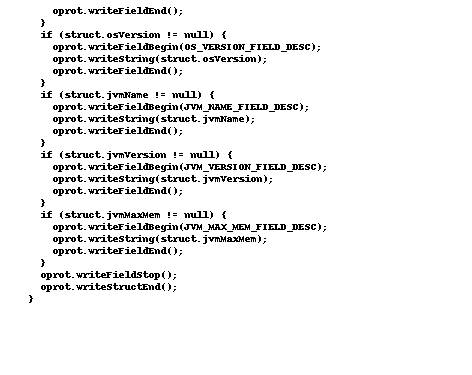 oprot.writeFieldEnd();
}
if (struct.osVersion != null) {
oprot.writeFieldBegin(OS_VERSION_FIELD_DESC);
oprot.writeString(struct.osVersion);
oprot.writeFieldEnd();
}
if (struct.jvmName != null) {
oprot.writeFieldBegin(JVM_NAME_FIELD_DESC);
oprot.writeString(struct.jvmName);
oprot.writeFieldEnd();
}
if (struct.jvmVersion != null) {
oprot.writeFieldBegin(JVM_VERSION_FIELD_DESC);
oprot.writeString(struct.jvmVersion);
oprot.writeFieldEnd();
}
if (struct.jvmMaxMem != null) {
oprot.writeFieldBegin(JVM_MAX_MEM_FIELD_DESC);
oprot.writeString(struct.jvmMaxMem);
oprot.writeFieldEnd();
}
oprot.writeFieldStop();
oprot.writeStructEnd();
}